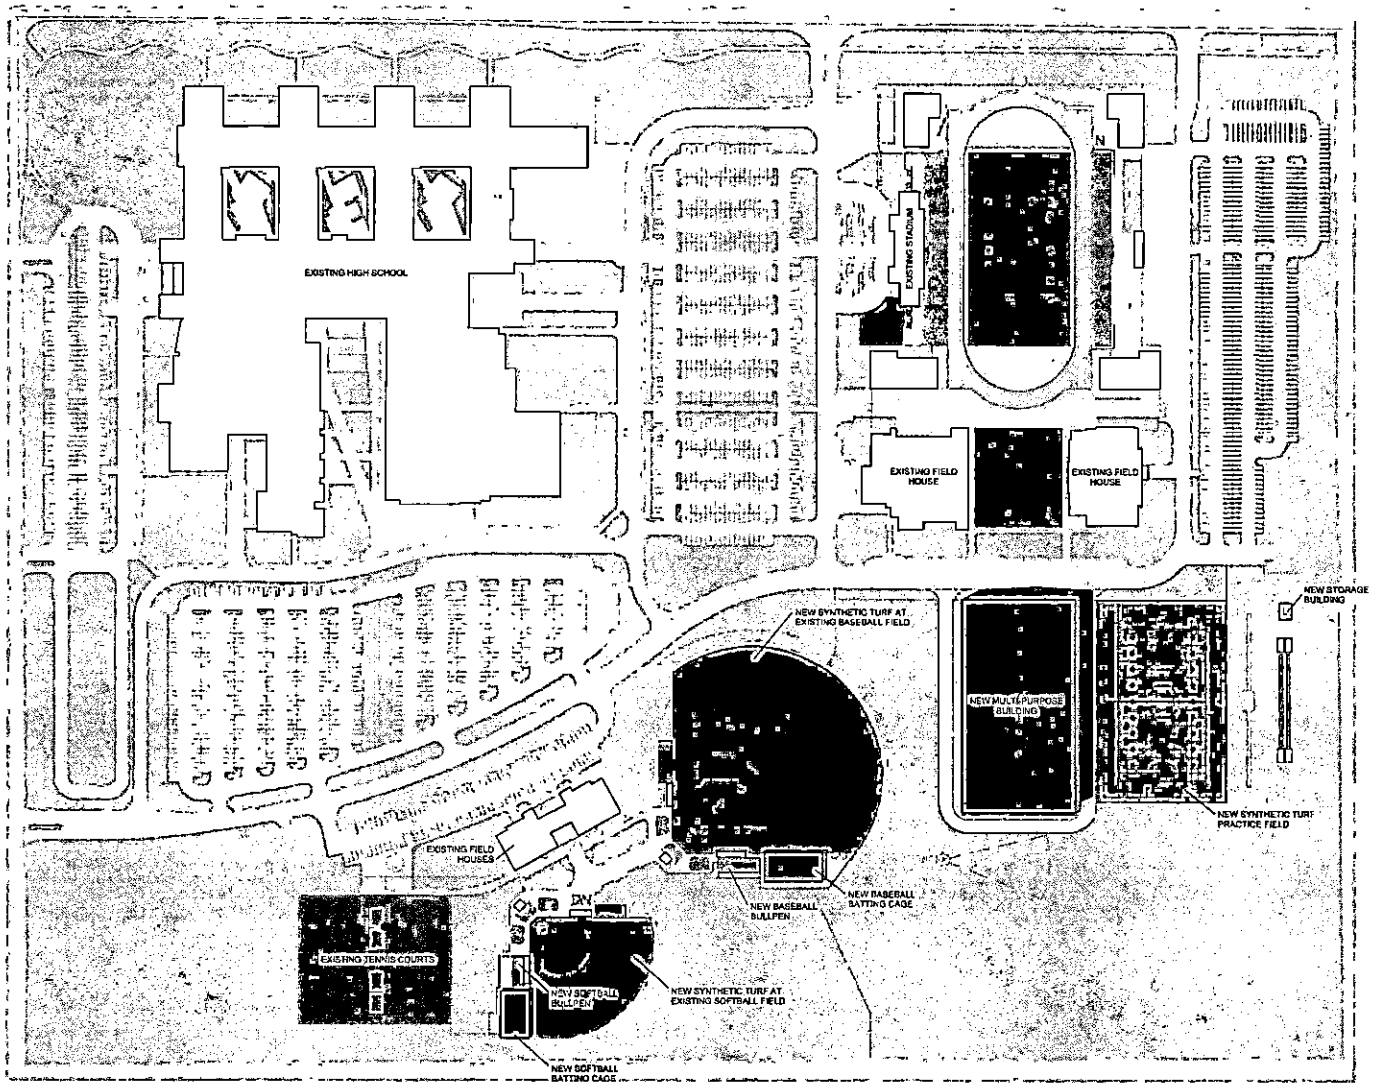 EXISTING HIGH SCHOOL
EXISTING STADIUM
EXISTING FIELD
HOUSE
EXISTING FIELD
HOUSE
NEW STORAGE
BUILDING
NEW SYNTHETIC TURF AT
EXISTING BASEBALL FIELD
NEW MULTI-PURPOSE
BUILDING
NEW SYNTHETIC TURF
PRACTICE FIELD
EXISTING FIELD
HOUSES
NEW BASEBALL
BATTING CAGE
NEW BASEBALL
BULLPEN
EXISTING TENNIS COURTS
NEW SOFTBALL
BULLPEN
NEW SYNTHETIC TURF AT
EXISTING SOFTBALL FIELD
NEW SOFTBALL
BATTING CAGE